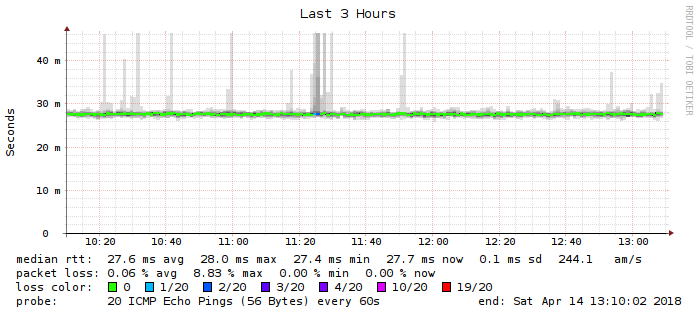 Last 3 Hours
RRDTOOL / TOBI OETIKER
Seconds
40 m
30 m
20 m
10 m
0
10:20 10:40 11:00 11:20 11:40 12:00 12:20 12:40 13:00
median rtt: 27.6 ms avg 28.0 ms max 27.4 ms min 27.7 ms now 0.1 ms sd 244.1 am/s
packet loss: 0.06 % avg 8.83 % max 0.00 % min 0.00 % now
loss color: 0 1/20 2/20 3/20 4/20 10/20 19/20
probe: 20 ICMP Echo Pings (56 Bytes) every 60s end: Sat Apr 14 13:10:02 2018